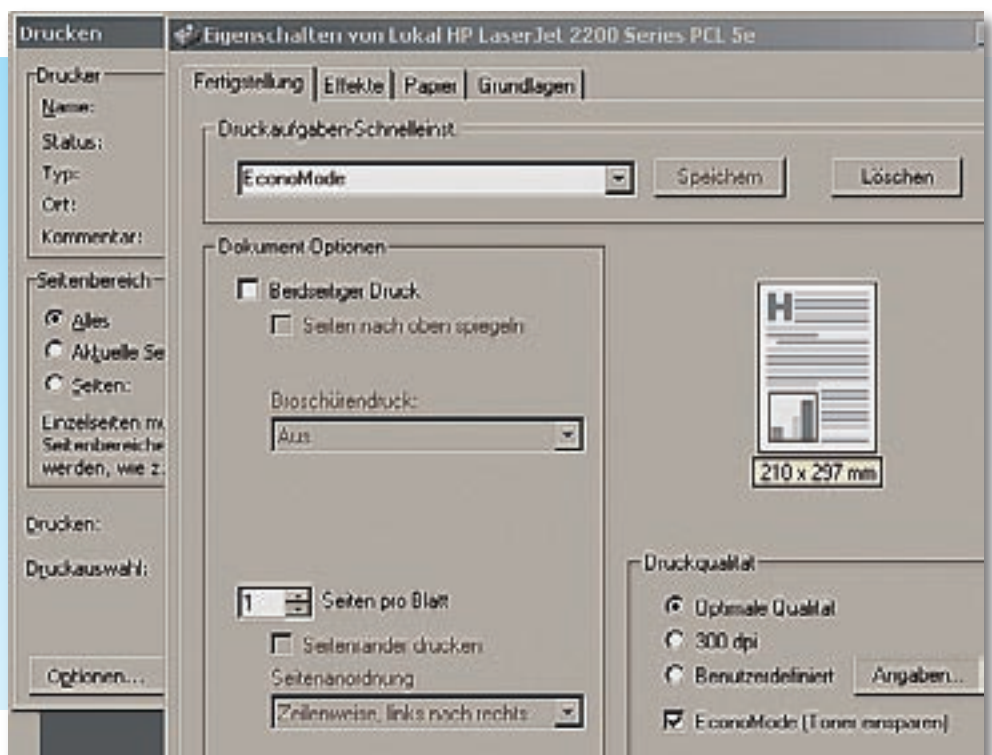 Drucken
Drucker
Name:
Status:
Typ:
Ort:
Kommentar:
Seitenbereich
Alles
Aktuelle Se
Seiten:
Einzelseiten mü
Seitenbereiche
werden, wie z.
Drucken:
Druckauswahl:
Optionen...
Eigenschaften von Lokal HP LaserJet 2200 Series PCL 5e
Fertigstellung Effekte Papier Grundlagen
Druckaufgaben-Schnelleinst.
EconoMode Speichern Löschen
Dokument Optionen
Beidseitiger Druck
Seiten nach oben spiegeln
Broschürendruck:
Aus
1 Seiten pro Blatt
Seitenränder drucken
Seitenanordnung
Zeilenweise, links nach rechts
H
210 x 297 mm
Druckqualität
Optimale Qualität
300 dpi
Benutzerdefiniert Angaben...
EconoMode (Toner einsparen)